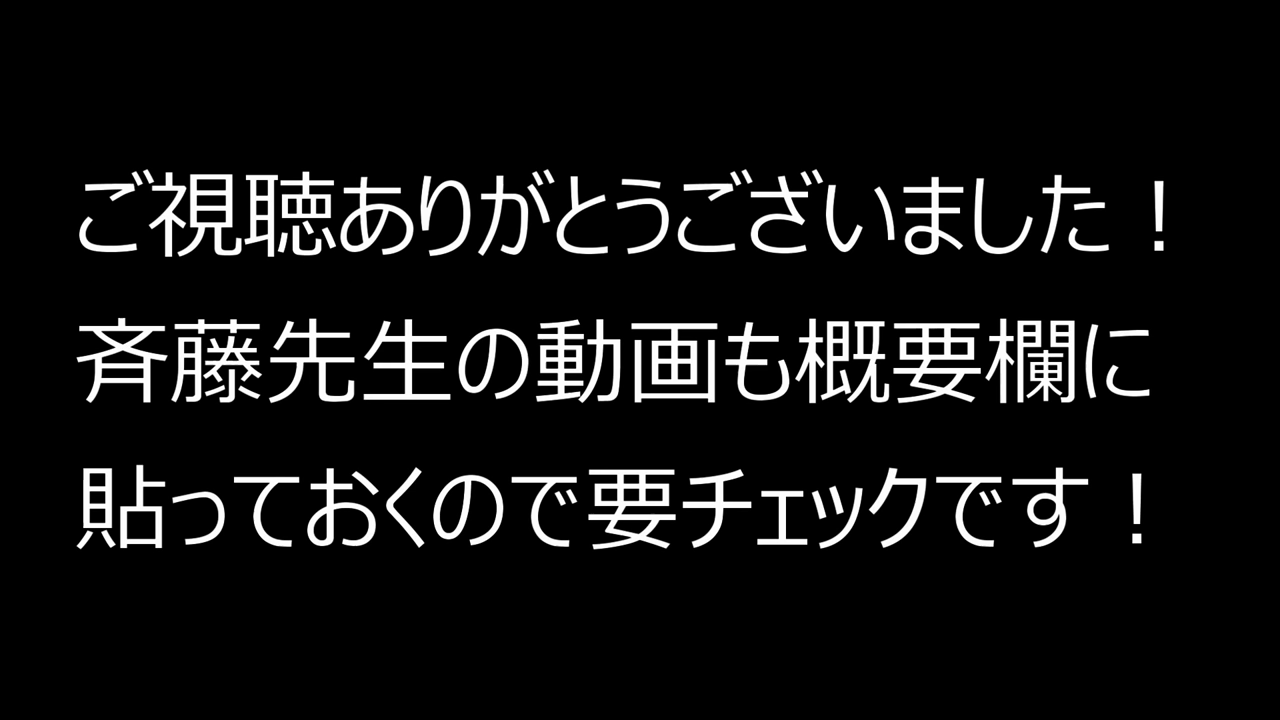 ご視聴ありがとうございました！
斉藤先生の動画も概要欄に
貼っておくので要チェックです！